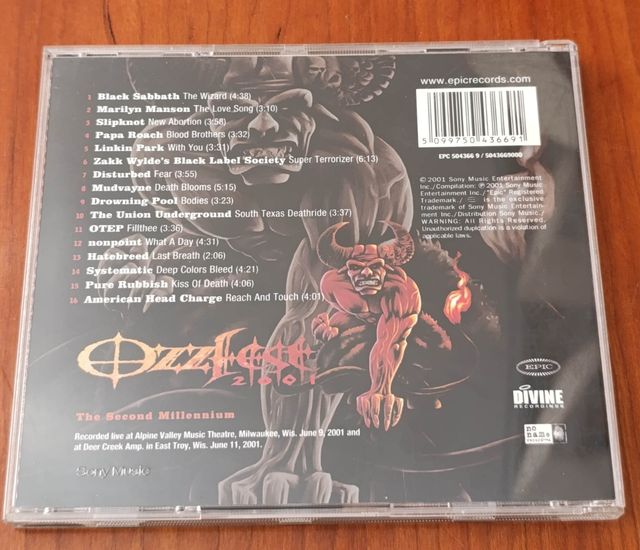 1 Black Sabbath The Wizard (4:38)
2 Marilyn Manson The Love Song (3:10)
3 Slipknot New Abortion (3:58)
4 Papa Roach Blood Brothers (3:32)
5 Linkin Park With You (3:31)
6 Zakk Wylde's Black Label Society Super Terrorizer (6:13)
7 Disturbed Fear (3:55)
8 Mudvayne Death Blooms (5:15)
9 Drowning Pool Bodies (3:23)
10 The Union Underground South Texas Deathride (3:37)
11 OTEP Fillthee (3:36)
12 nonpoint What A Day (4:31)
13 Hatebreed Last Breath (2:06)
14 Systematic Deep Colors Bleed (4:21)
15 Pure Rubbish Kiss Of Death (4:06)
16 American Head Charge Reach And Touch (4:01)
www.epicrecords.com
5 099750 436691
EPC 504366 9 / 5043669000
© 2001 Sony Music Entertainment
Inc./Compilation: ℗ 2001 Sony Music
Entertainment Inc./"Epic" Registered
Trademark./ is the exclusive
trademark of Sony Music Entertain-
ment Inc./Distribution Sony Music./
WARNING: All Rights Reserved.
Unauthorized duplication is a violation of
applicable laws.
Ozzfest
2001
The Second Millennium
Recorded live at Alpine Valley Music Theatre, Milwaukee, Wis. June 9, 2001 and
at Deer Creek Amp. in East Troy, Wis. June 11, 2001.
Sony Music
EPIC
DIVINE
RECORDINGS
no
name